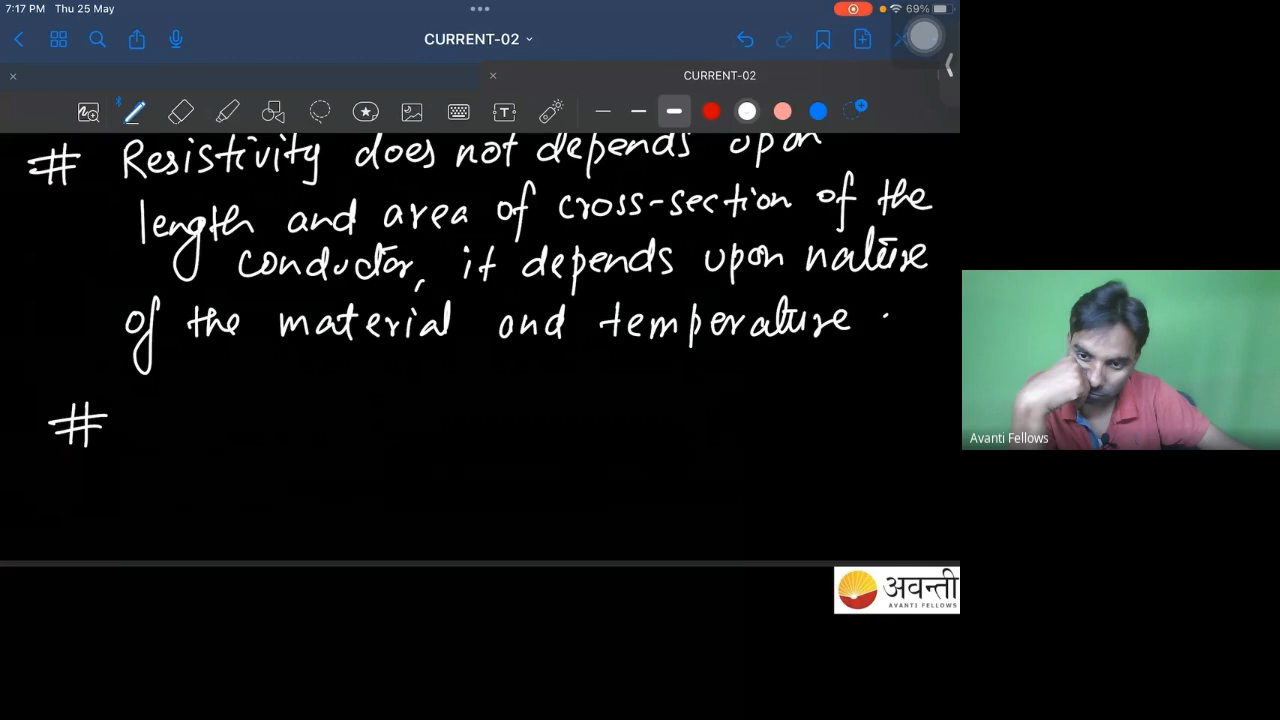 7:17 PM Thu 25 May
69%
CURRENT-02
CURRENT-02
# Resistivity does not depends upon
length and area of cross-section of the
conductor, it depends upon nature
of the material and temperature.
#
Avanti Fellows
अवन्ती
AVANTI FELLOWS